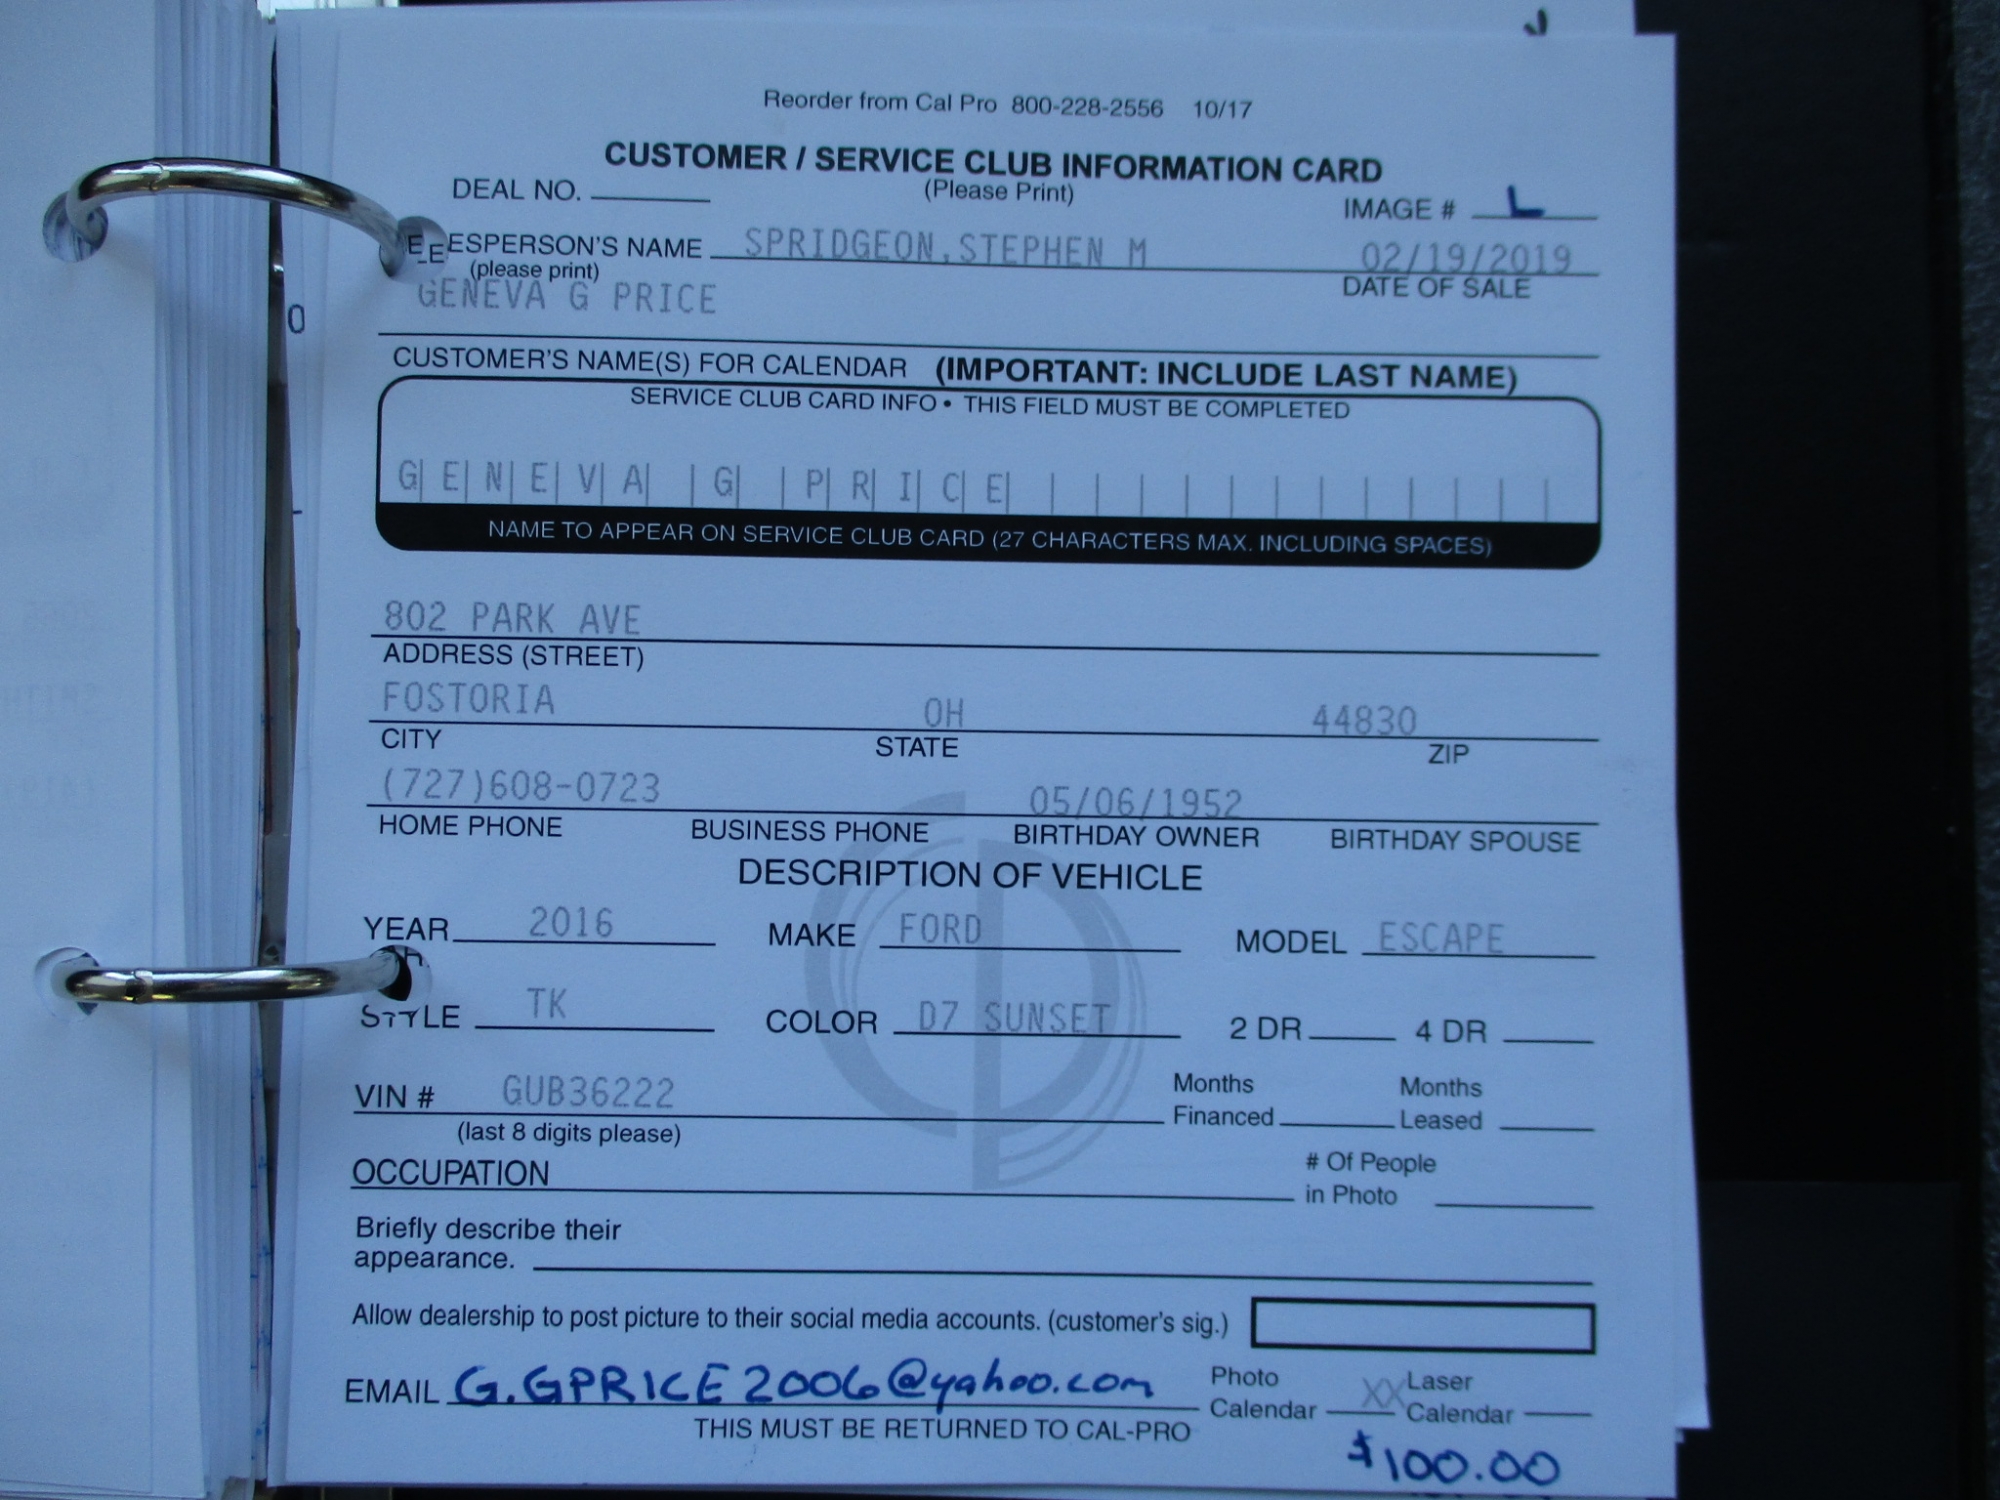 Reorder from Cal Pro 800-228-2556 10/17
CUSTOMER / SERVICE CLUB INFORMATION CARD
DEAL NO. (Please Print) IMAGE # L
ESPERSON'S NAME SPRIDGEON,STEPHEN M 02/19/2019
(please print) DATE OF SALE
GENEVA G PRICE
CUSTOMER'S NAME(S) FOR CALENDAR (IMPORTANT: INCLUDE LAST NAME)
SERVICE CLUB CARD INFO • THIS FIELD MUST BE COMPLETED
GENEVA G PRICE
NAME TO APPEAR ON SERVICE CLUB CARD (27 CHARACTERS MAX. INCLUDING SPACES)
802 PARK AVE
ADDRESS (STREET)
FOSTORIA OH 44830
CITY STATE ZIP
(727)608-0723 05/06/1952
HOME PHONE BUSINESS PHONE BIRTHDAY OWNER BIRTHDAY SPOUSE
DESCRIPTION OF VEHICLE
YEAR 2016 MAKE FORD MODEL ESCAPE
STYLE TK COLOR D7 SUNSET 2 DR 4 DR
VIN # GUB36222 Months Financed Months Leased
(last 8 digits please)
OCCUPATION # Of People in Photo
Briefly describe their
appearance.
Allow dealership to post picture to their social media accounts. (customer's sig.)
EMAIL G.GPRICE2006@yahoo.com Photo Calendar XX Laser Calendar
THIS MUST BE RETURNED TO CAL-PRO
$100.00